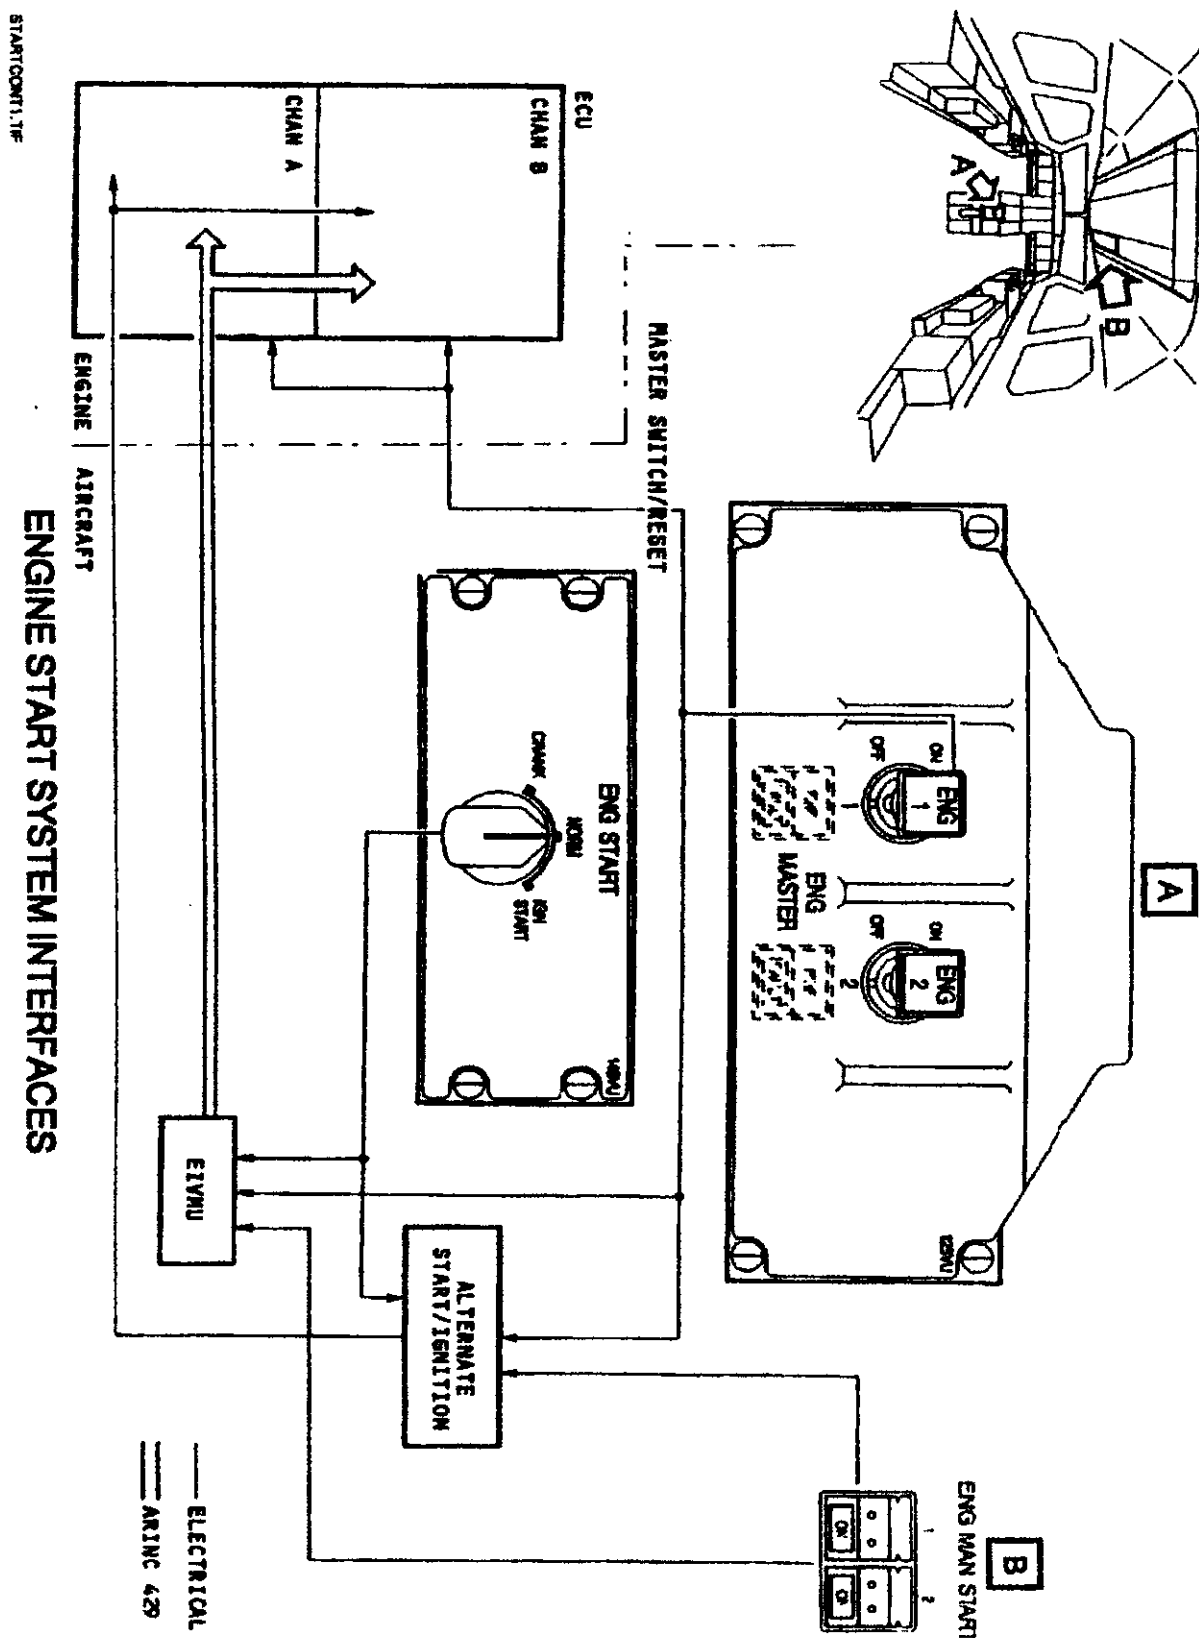 A
B
A
ENG
1
ENG
2
ON
OFF
ON
OFF
1
ENG
MASTER
2
125VU
B
ENG MAN START
1
2
ON
ON
MASTER SWITCH/RESET
ENG START
CRANK
NORM
IGN
START
ECU
CHAN B
CHAN A
ALTERNATE
START/IGNITION
EIVMU
ENGINE
AIRCRAFT
ELECTRICAL
ARINC 429
ENGINE START SYSTEM INTERFACES
STARTCONT1.TIF